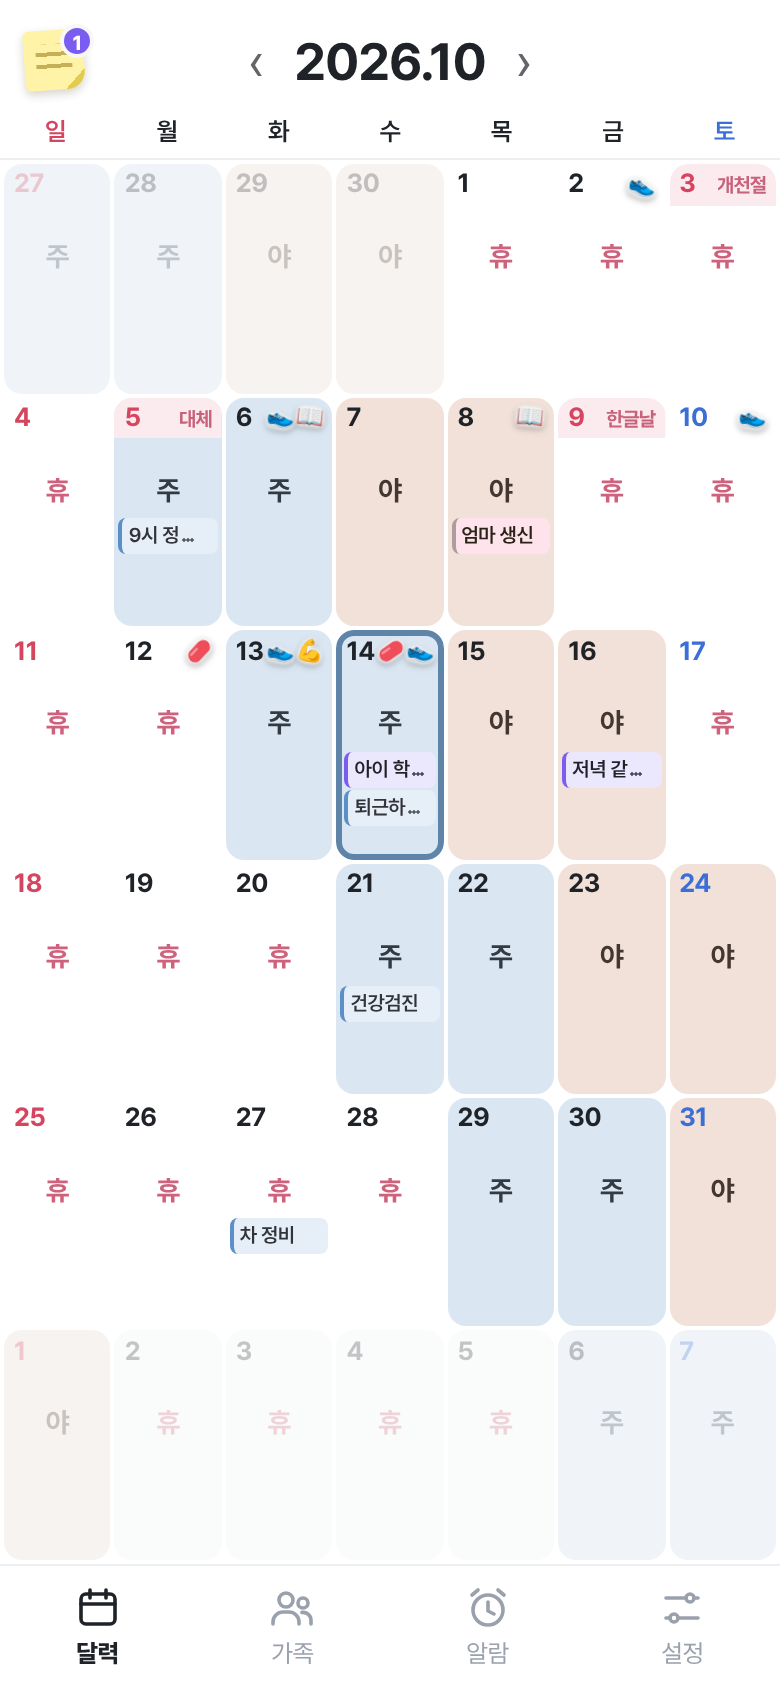 1
‹ 2026.10 ›
일 월 화 수 목 금 토
27 28 29 30 1 2 3 개천절
주 주 야 야 휴 휴 휴
4 5 대체 6 7 8 9 한글날 10
휴 주 주 야 야 휴 휴
9시 정... 엄마 생신
11 12 13 14 15 16 17
휴 휴 주 주 야 야 휴
아이 학... 저녁 같...
퇴근하...
18 19 20 21 22 23 24
휴 휴 휴 주 주 야 야
건강검진
25 26 27 28 29 30 31
휴 휴 휴 휴 주 주 야
차 정비
1 2 3 4 5 6 7
야 휴 휴 휴 휴 주 주
달력 가족 알람 설정